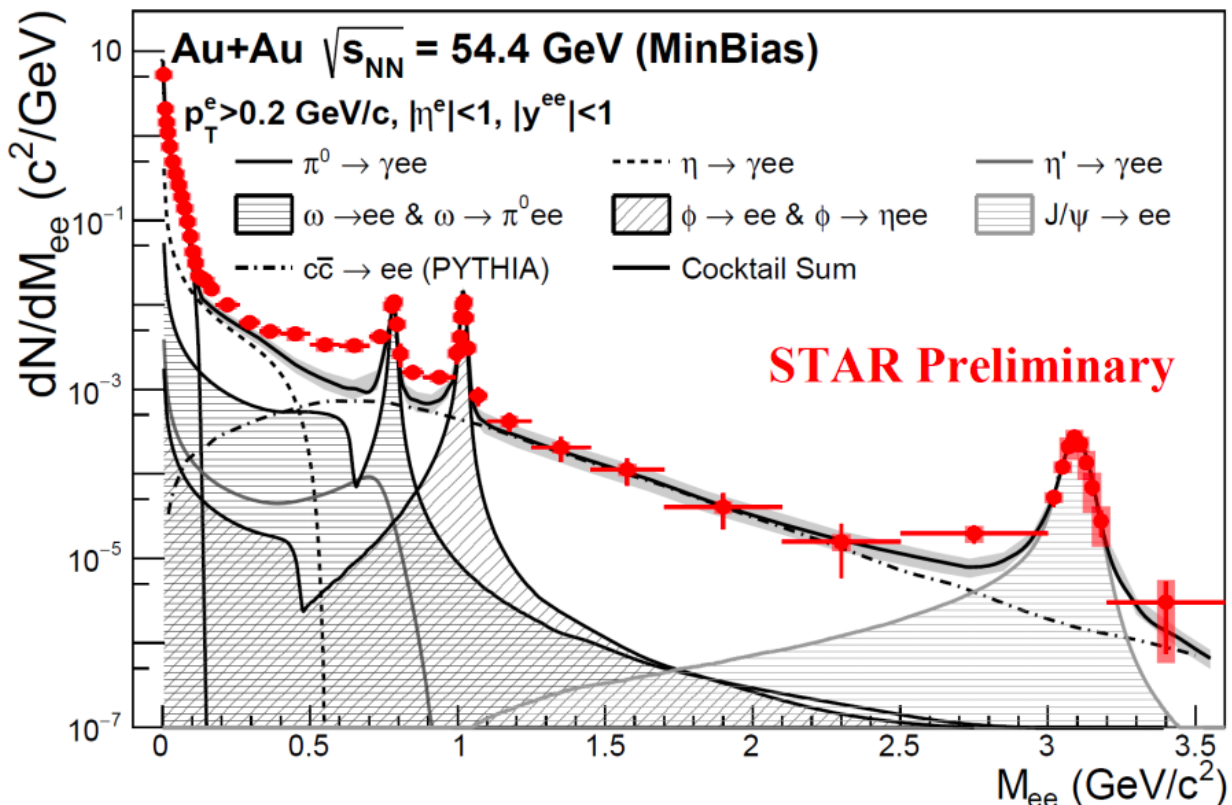 Au+Au √s_NN = 54.4 GeV (MinBias)
p_T^e>0.2 GeV/c, |η^e|<1, |y^ee|<1
π⁰ → γee
η → γee
η' → γee
ω →ee & ω → π⁰ee
φ → ee & φ → ηee
J/ψ → ee
cc̅ → ee (PYTHIA)
Cocktail Sum
STAR Preliminary
dN/dM_ee (c²/GeV)
10
10⁻¹
10⁻³
10⁻⁵
10⁻⁷
0
0.5
1
1.5
2
2.5
3
3.5
M_ee (GeV/c²)